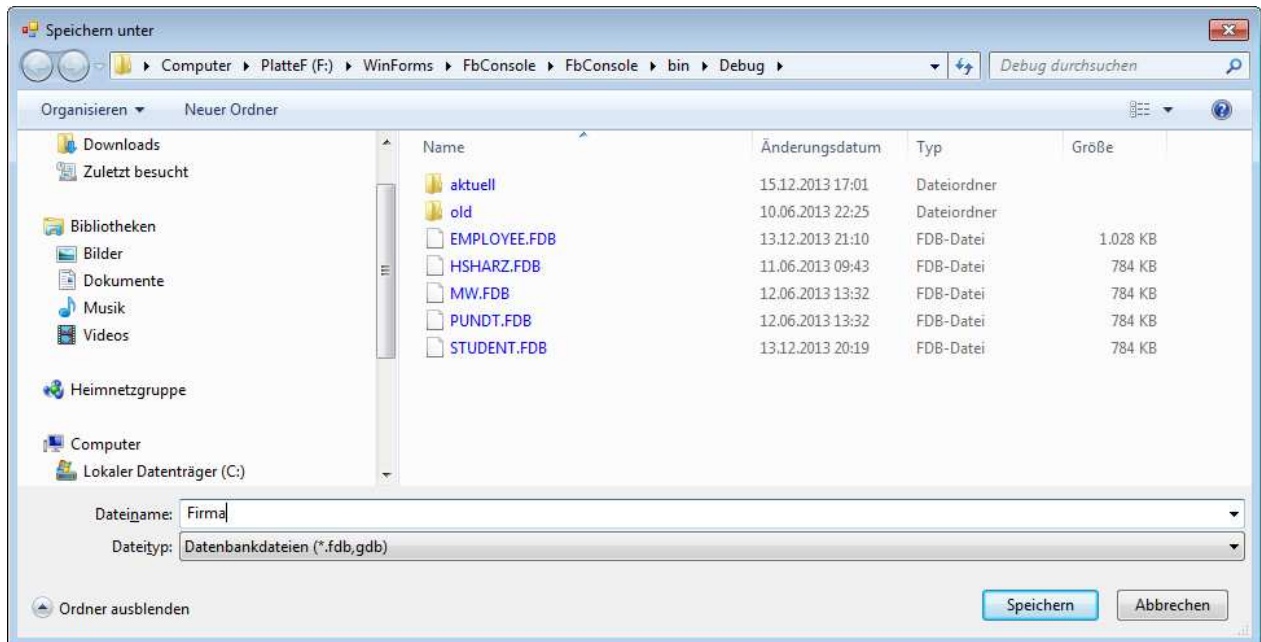 Speichern unter
Computer ▸ PlatteF (F:) ▸ WinForms ▸ FbConsole ▸ FbConsole ▸ bin ▸ Debug ▸
Debug durchsuchen
Organisieren
Neuer Ordner
Downloads
Zuletzt besucht
Bibliotheken
Bilder
Dokumente
Musik
Videos
Heimnetzgruppe
Computer
Lokaler Datenträger (C:)
Name Änderungsdatum Typ Größe
aktuell 15.12.2013 17:01 Dateiordner
old 10.06.2013 22:25 Dateiordner
EMPLOYEE.FDB 13.12.2013 21:10 FDB-Datei 1.028 KB
HSHARZ.FDB 11.06.2013 09:43 FDB-Datei 784 KB
MW.FDB 12.06.2013 13:32 FDB-Datei 784 KB
PUNDT.FDB 12.06.2013 13:32 FDB-Datei 784 KB
STUDENT.FDB 13.12.2013 20:19 FDB-Datei 784 KB
Dateiname: Firma
Dateityp: Datenbankdateien (*.fdb,gdb)
Ordner ausblenden
Speichern
Abbrechen